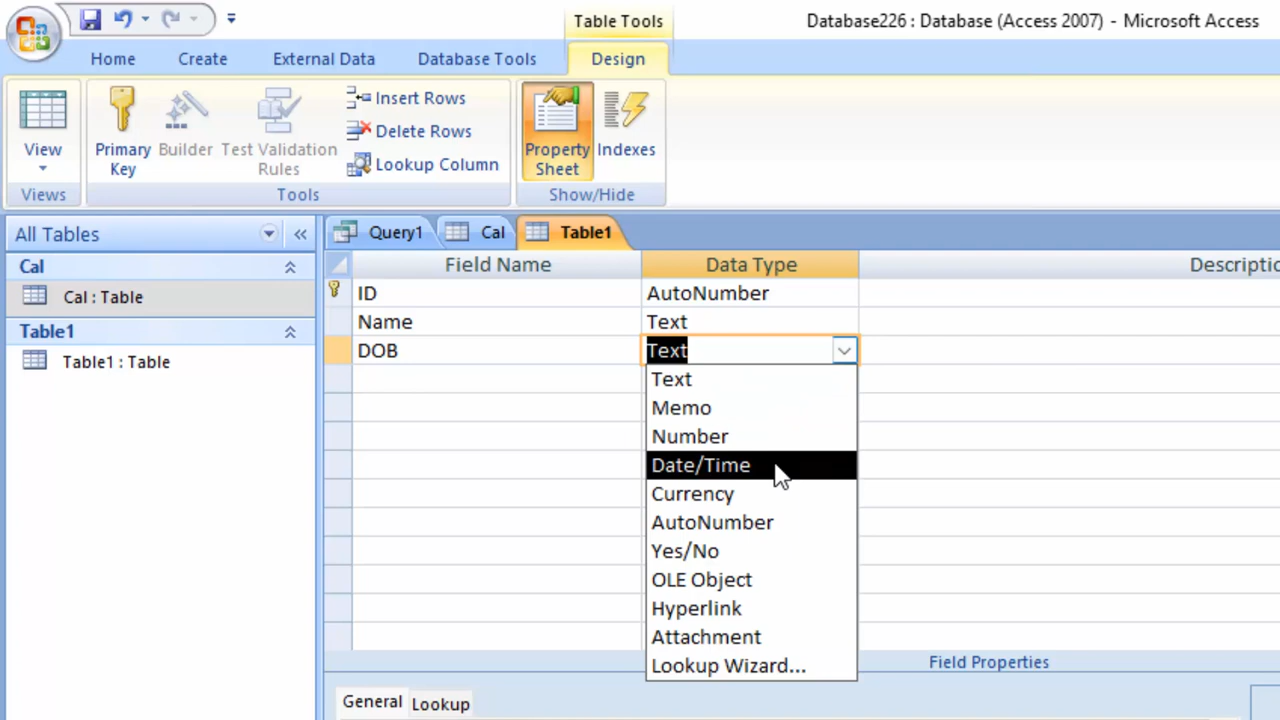 Table Tools
Database226 : Database (Access 2007) - Microsoft Access
Home Create External Data Database Tools Design
View
Primary
Key
Builder
Test Validation
Rules
Insert Rows
Delete Rows
Lookup Column
Property
Sheet
Indexes
Views Tools Show/Hide
All Tables
Query1 Cal Table1
Cal
Cal : Table
Table1
Table1 : Table
Field Name Data Type Descriptio
ID AutoNumber
Name Text
DOB Text
Text
Memo
Number
Date/Time
Currency
AutoNumber
Yes/No
OLE Object
Hyperlink
Attachment
Lookup Wizard...
Field Properties
General Lookup